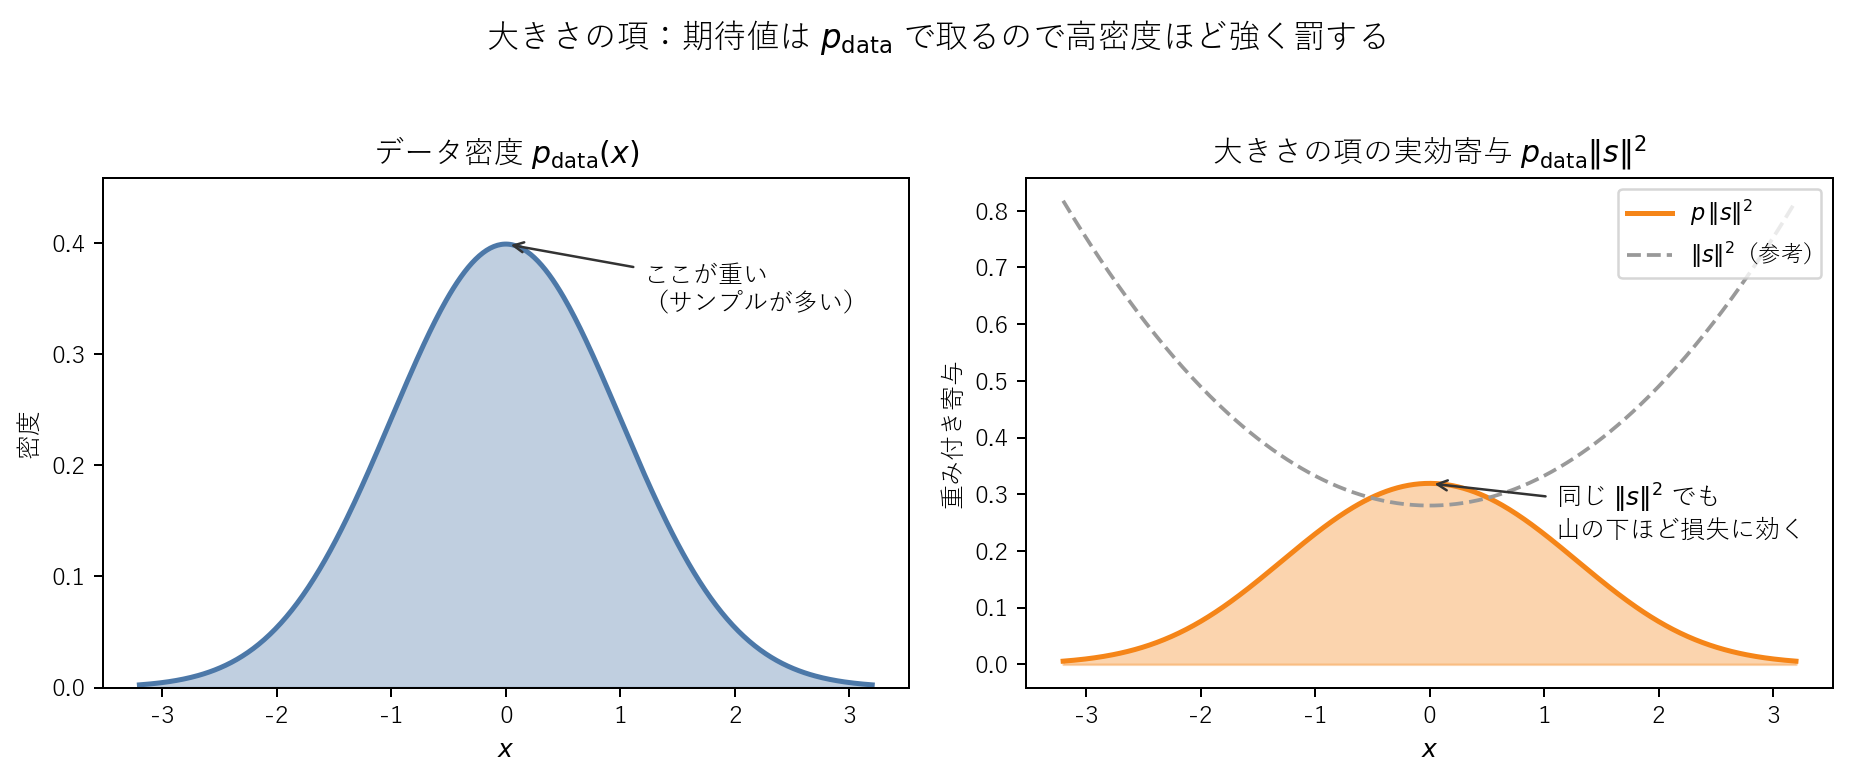 大きさの項：期待値は p_data で取るので高密度ほど強く罰する
データ密度 p_data(x)
密度
0.4
0.3
0.2
0.1
0.0
-3 -2 -1 0 1 2 3
x
ここが重い
（サンプルが多い）
大きさの項の実効寄与 p_data‖s‖²
重み付き寄与
0.8
0.7
0.6
0.5
0.4
0.3
0.2
0.1
0.0
-3 -2 -1 0 1 2 3
x
p‖s‖²
‖s‖²（参考）
同じ ‖s‖² でも
山の下ほど損失に効く